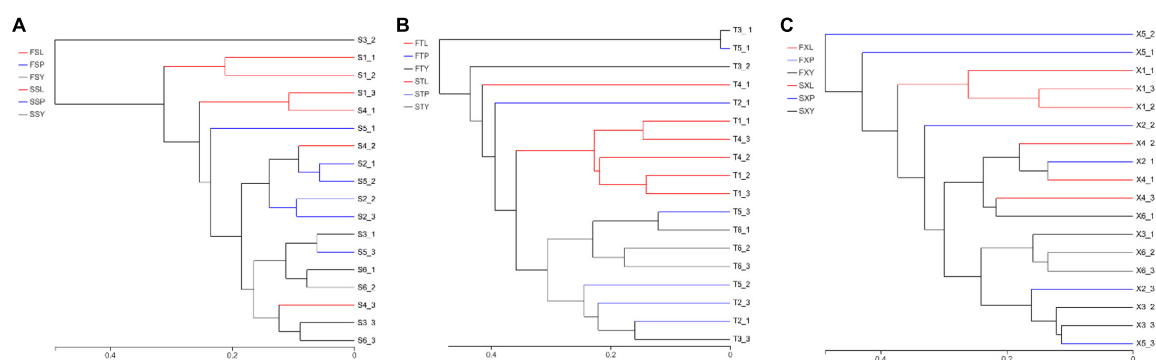 A
FSL
FSP
FSY
SSL
SSP
SSY
S3_2
S1_1
S1_2
S1_3
S4_1
S5_1
S4_2
S2_1
S5_2
S2_2
S2_3
S3_1
S5_3
S6_1
S6_2
S4_3
S3_3
S6_3
0.4
0.2
0
B
FTL
FTP
FTY
STL
STP
STY
T3_1
T5_1
T3_2
T4_1
T2_1
T1_1
T4_3
T4_2
T1_2
T1_3
T5_3
T6_1
T6_2
T6_3
T5_2
T2_3
T2_1
T3_3
0.4
0.2
0
C
FXL
FXP
FXY
SXL
SXP
SXY
X5_2
X5_1
X1_1
X1_3
X1_2
X2_2
X4_2
X2_1
X4_1
X4_3
X6_1
X3_1
X6_2
X6_3
X2_3
X3_2
X3_3
X5_3
0.4
0.2
0